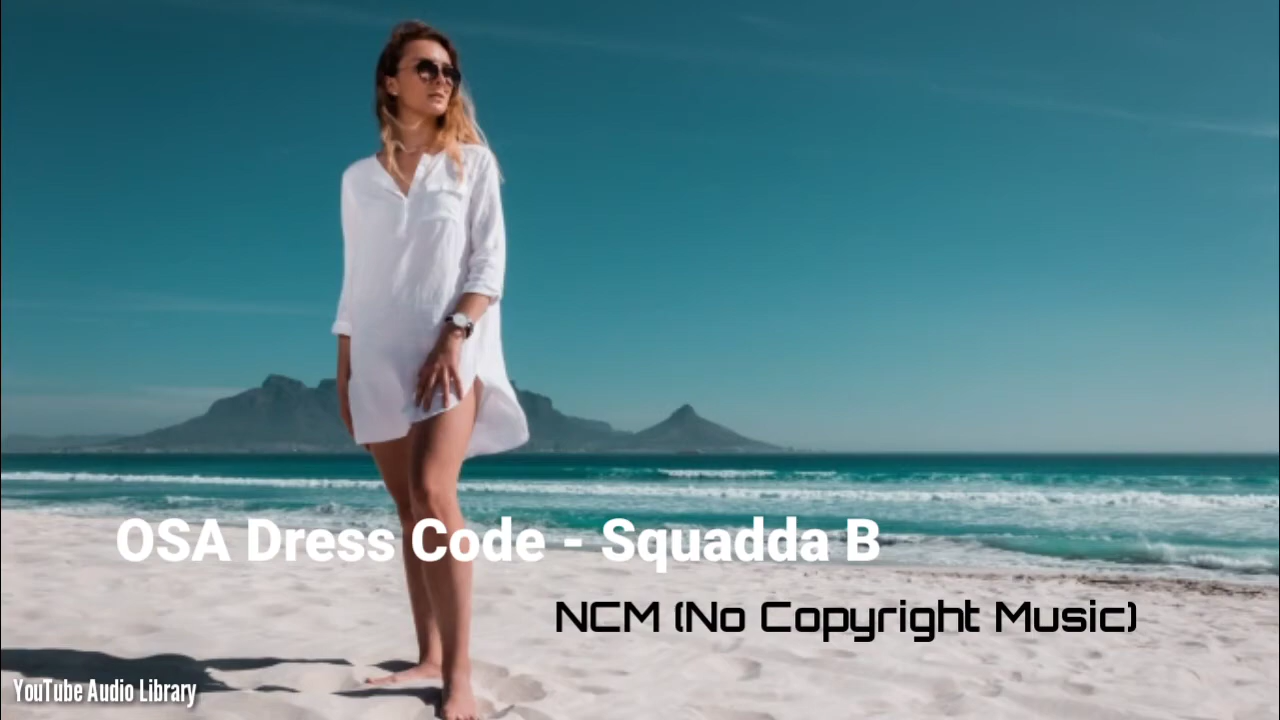 OSA Dress Code - Squadda B
NCM (No Copyright Music)
YouTube Audio Library